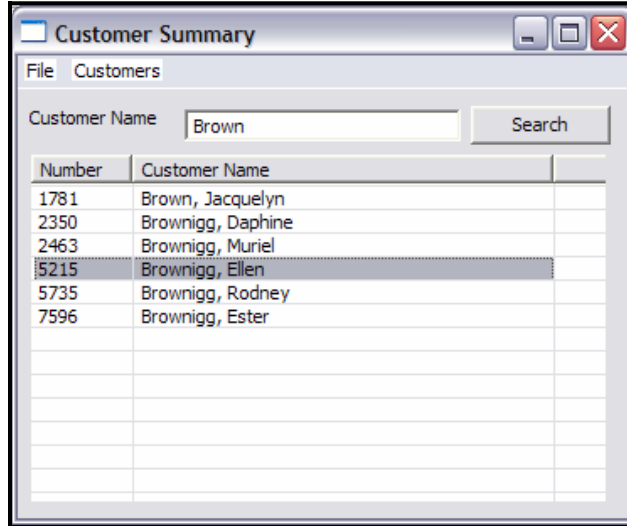 Customer Summary
File Customers
Customer Name Brown Search
Number Customer Name
1781 Brown, Jacquelyn
2350 Brownigg, Daphine
2463 Brownigg, Muriel
5215 Brownigg, Ellen
5735 Brownigg, Rodney
7596 Brownigg, Ester